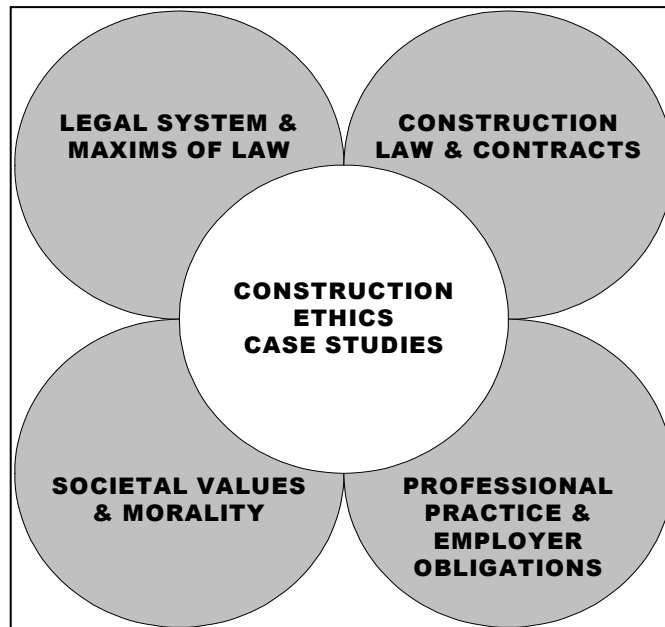 LEGAL SYSTEM &
MAXIMS OF LAW
CONSTRUCTION
LAW & CONTRACTS
CONSTRUCTION
ETHICS
CASE STUDIES
SOCIETAL VALUES
& MORALITY
PROFESSIONAL
PRACTICE &
EMPLOYER
OBLIGATIONS